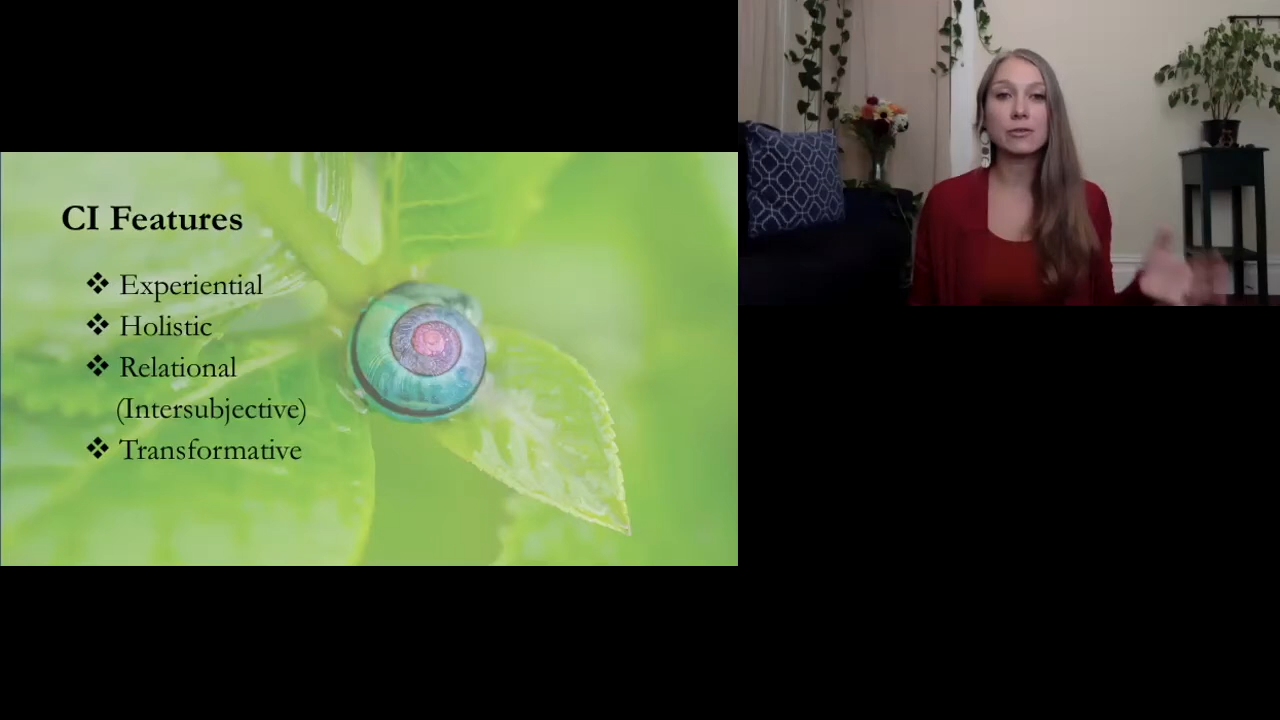 CI Features
❖ Experiential
❖ Holistic
❖ Relational
(Intersubjective)
❖ Transformative